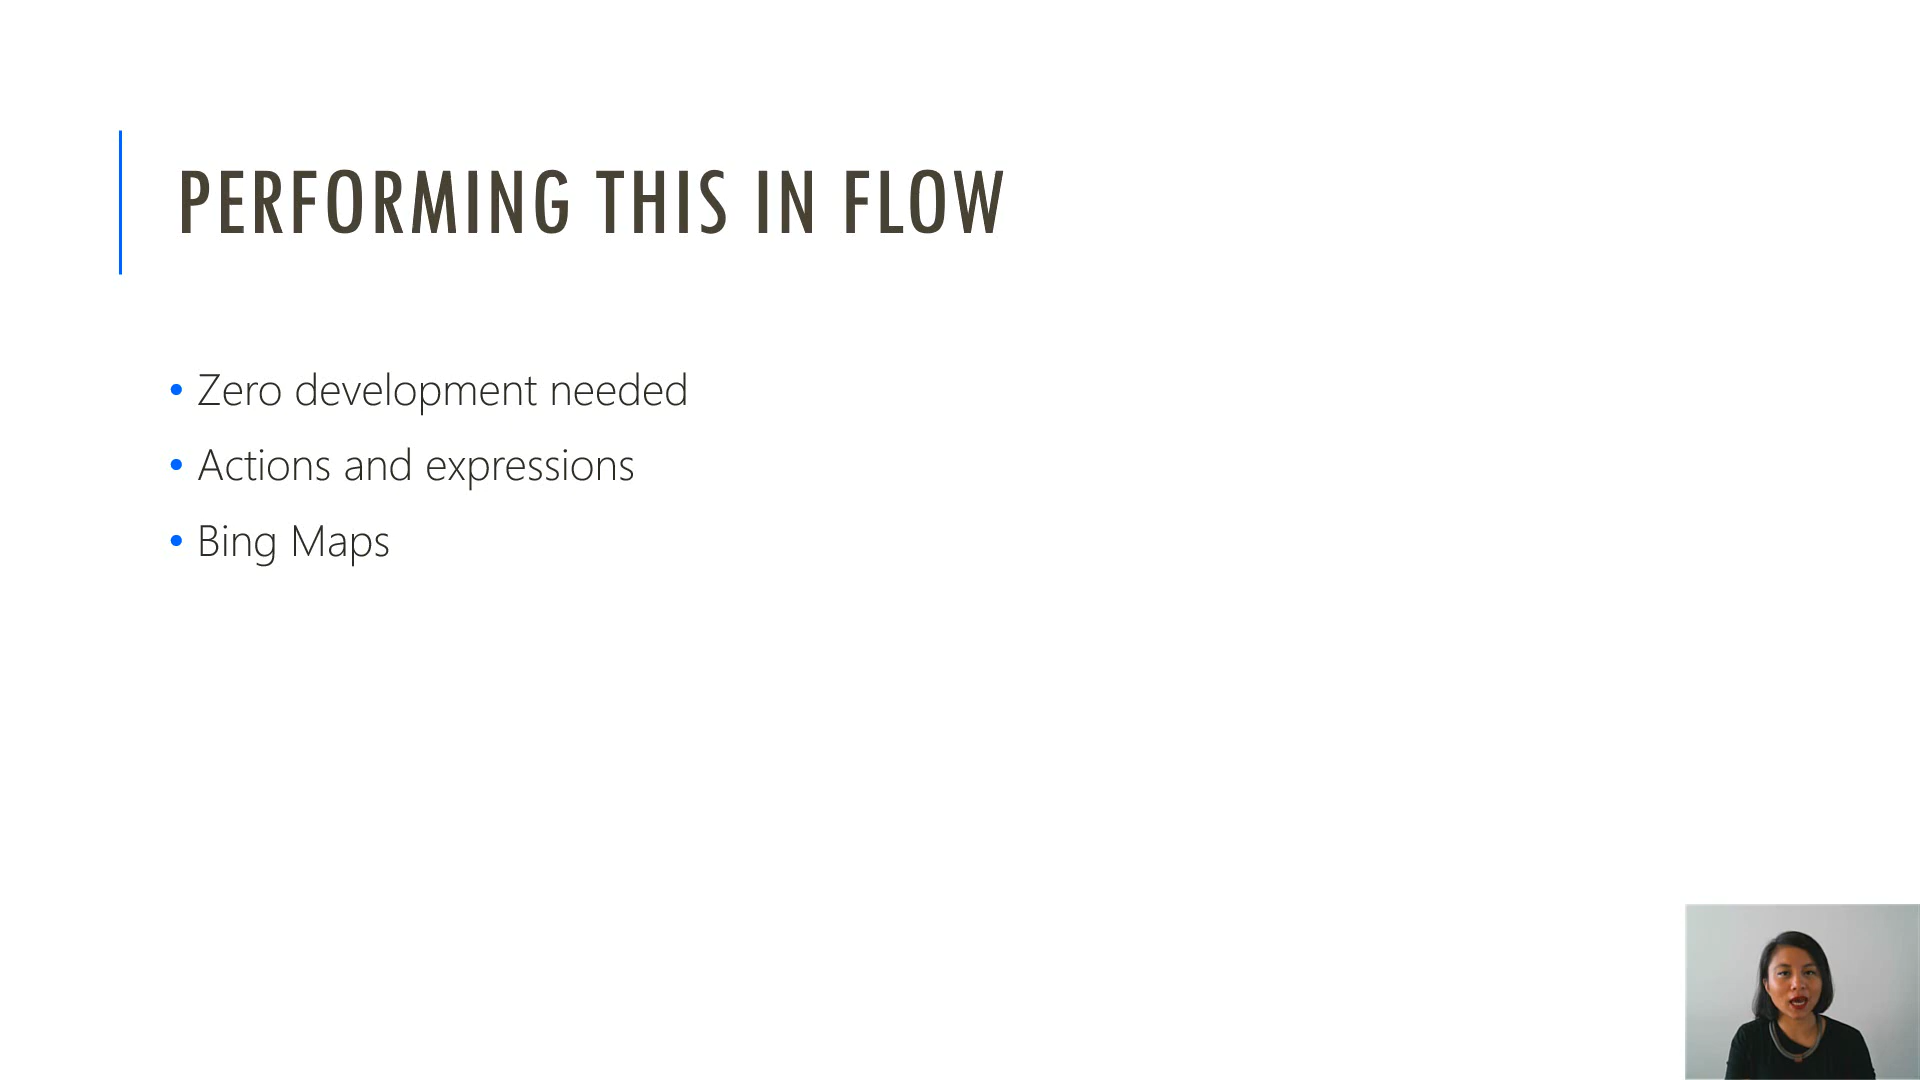 PERFORMING THIS IN FLOW
• Zero development needed
• Actions and expressions
• Bing Maps